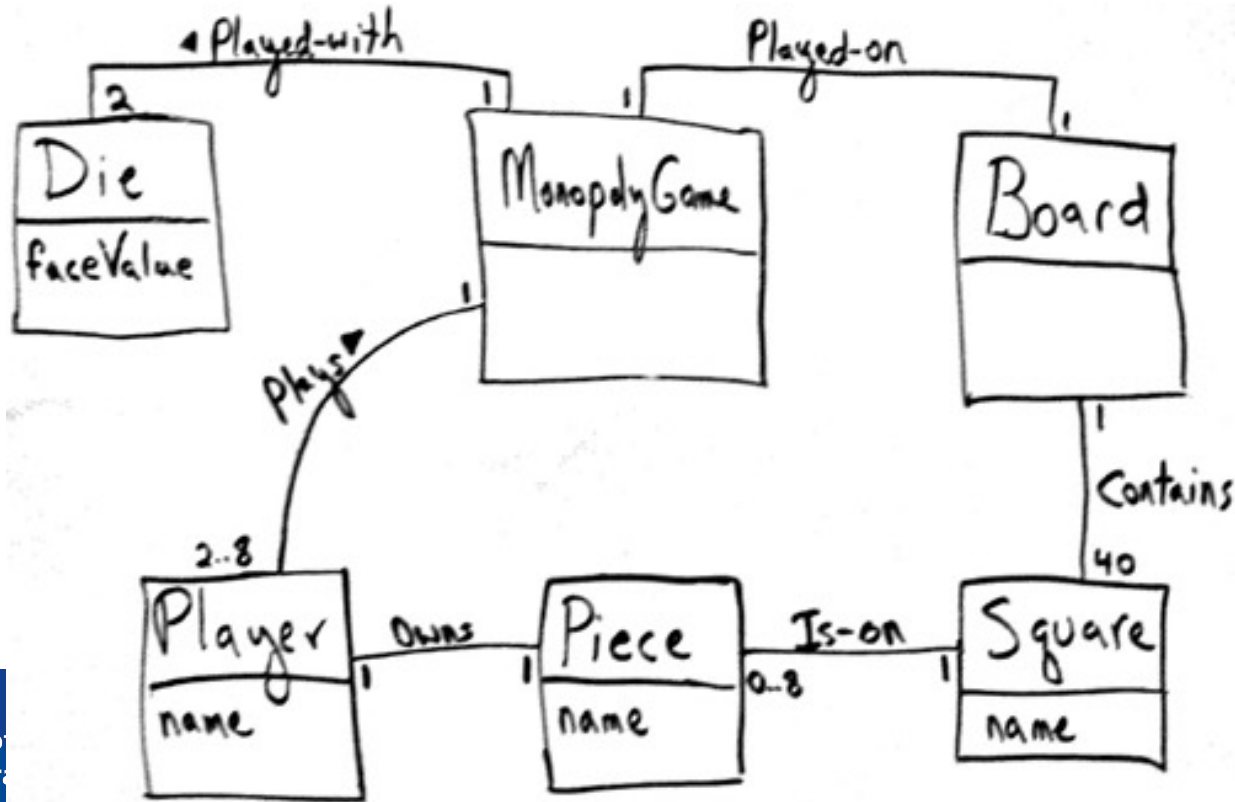 ◄ Played-with
Played-on
2
1
1
1
Die
faceValue
MonopolyGame
Board
1
Plays ►
1
Contains
2..8
40
Player
name
Owns
1
1
Piece
name
Is-on
0..8
1
Square
name